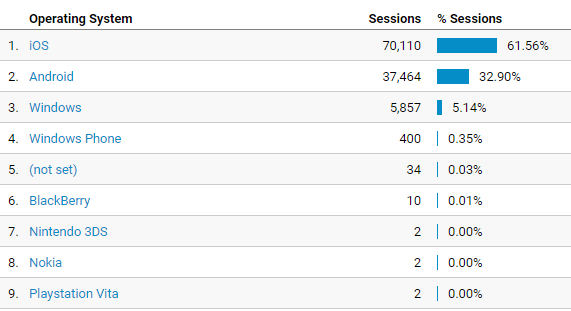 Operating System Sessions % Sessions
1. iOS 70,110 61.56%
2. Android 37,464 32.90%
3. Windows 5,857 5.14%
4. Windows Phone 400 0.35%
5. (not set) 34 0.03%
6. BlackBerry 10 0.01%
7. Nintendo 3DS 2 0.00%
8. Nokia 2 0.00%
9. Playstation Vita 2 0.00%